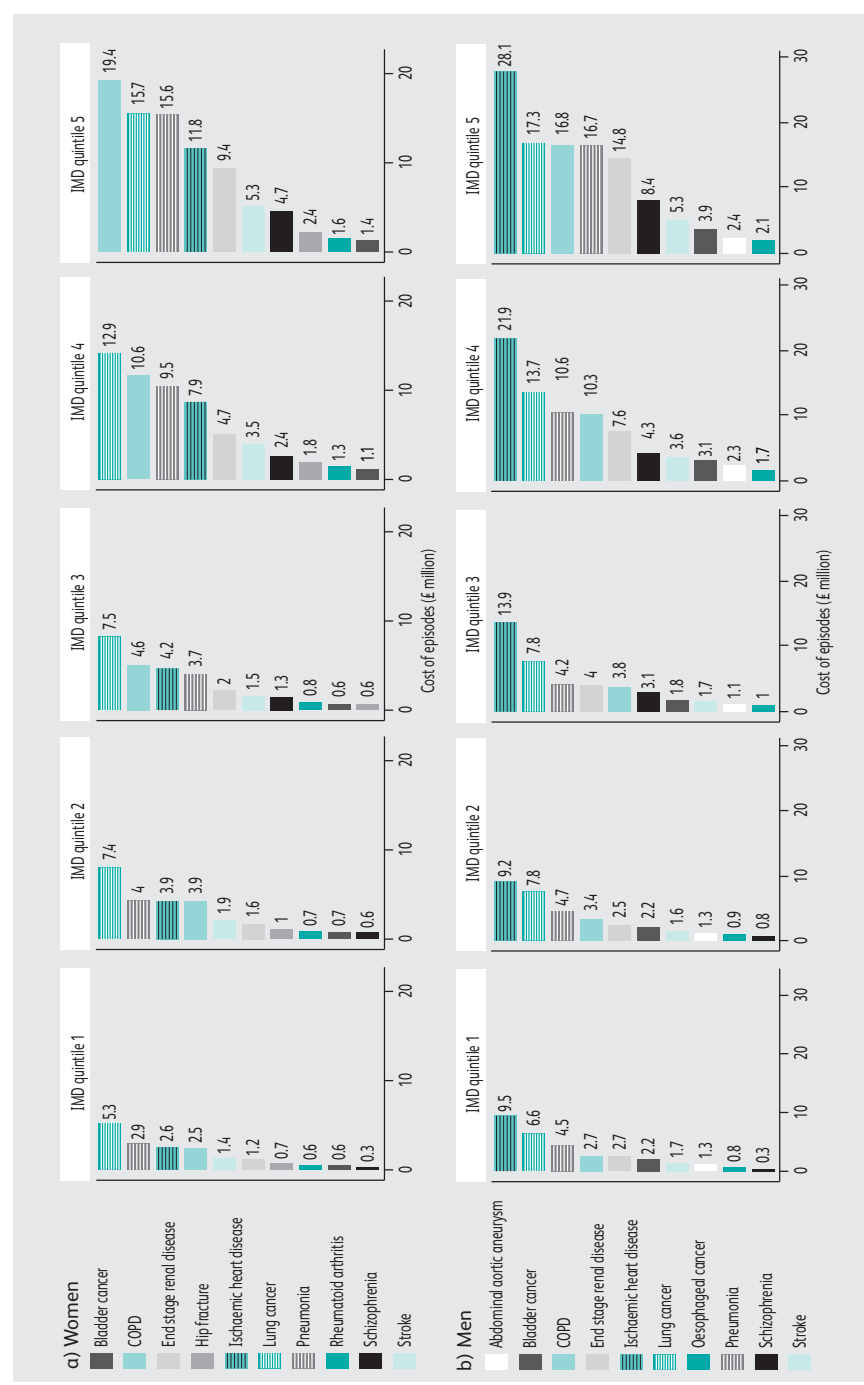 a) Women
Bladder cancer
COPD
End stage renal disease
Hip fracture
Ischaemic heart disease
Lung cancer
Pneumonia
Rheumatoid arthritis
Schizophrenia
Stroke
IMD quintile 1
5.3
2.9
2.6
2.5
1.4
1.2
0.7
0.6
0.6
0.3
0 10 20
IMD quintile 2
7.4
4
3.9
3.9
1.9
1.6
1
0.7
0.7
0.6
0 10 20
IMD quintile 3
7.5
4.6
4.2
3.7
2
1.5
1.3
0.8
0.6
0.6
0 10 20
IMD quintile 4
12.9
10.6
9.5
7.9
4.7
3.5
2.4
1.8
1.3
1.1
0 10 20
IMD quintile 5
19.4
15.7
15.6
11.8
9.4
5.3
4.7
2.4
1.6
1.4
0 10 20
Cost of episodes (£ million)
b) Men
Abdominal aortic aneurysm
Bladder cancer
COPD
End stage renal disease
Ischaemic heart disease
Lung cancer
Oesophageal cancer
Pneumonia
Schizophrenia
Stroke
IMD quintile 1
9.5
6.6
4.5
2.7
2.7
2.2
1.7
1.3
0.8
0.3
0 10 20 30
IMD quintile 2
9.2
7.8
4.7
3.4
2.5
2.2
1.6
1.3
0.9
0.8
0 10 20 30
IMD quintile 3
13.9
7.8
4.2
4
3.8
3.1
1.8
1.7
1.1
1
0 10 20 30
IMD quintile 4
21.9
13.7
10.6
10.3
7.6
4.3
3.6
3.1
2.3
1.7
0 10 20 30
IMD quintile 5
28.1
17.3
16.8
16.7
14.8
8.4
5.3
3.9
2.4
2.1
0 10 20 30
Cost of episodes (£ million)